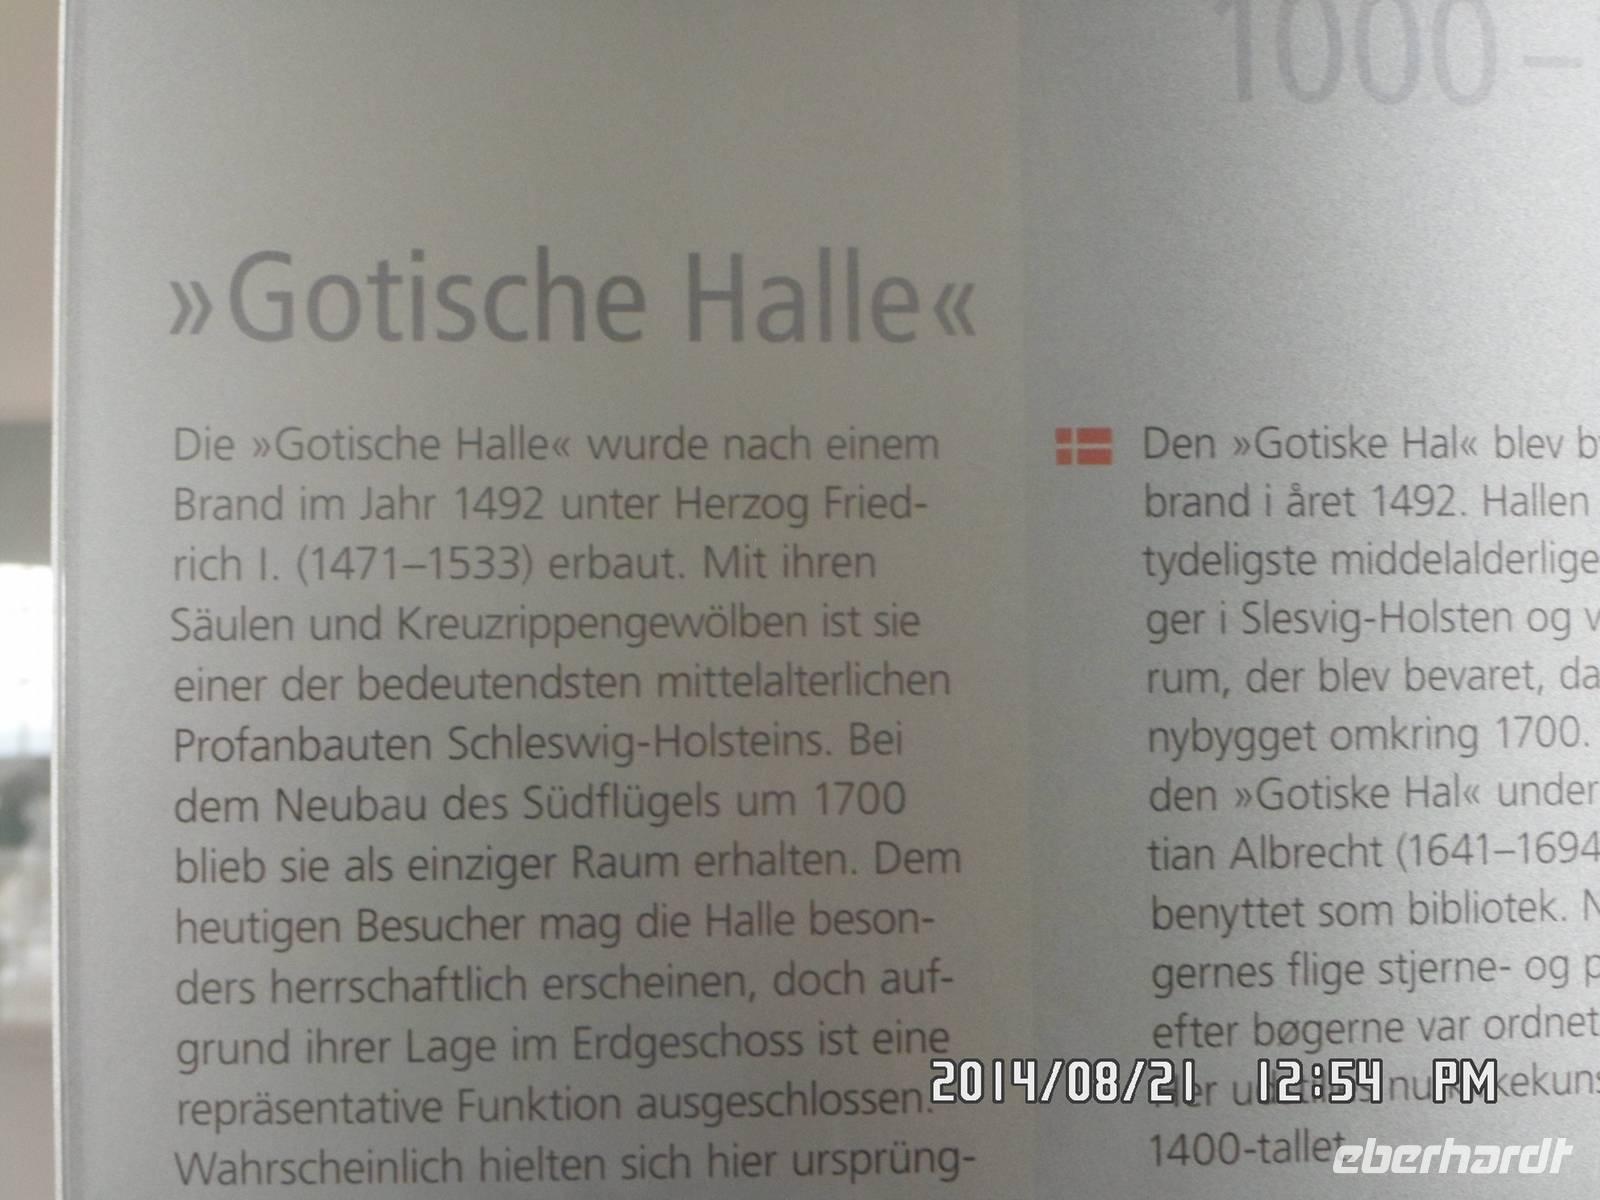 1000 –
»Gotische Halle«
Die »Gotische Halle« wurde nach einem
Brand im Jahr 1492 unter Herzog Fried-
rich I. (1471–1533) erbaut. Mit ihren
Säulen und Kreuzrippengewölben ist sie
einer der bedeutendsten mittelalterlichen
Profanbauten Schleswig-Holsteins. Bei
dem Neubau des Südflügels um 1700
blieb sie als einziger Raum erhalten. Dem
heutigen Besucher mag die Halle beson-
ders herrschaftlich erscheinen, doch auf-
grund ihrer Lage im Erdgeschoss ist eine
repräsentative Funktion ausgeschlossen.
Wahrscheinlich hielten sich hier ursprüng-
Den »Gotiske Hal« blev
brand i året 1492. Hallen
tydeligste middelalderlige
ger i Slesvig-Holsten og
rum, der blev bevaret, da
nybygget omkring 1700.
den »Gotiske Hal« under
tian Albrecht (1641–1694
benyttet som bibliotek.
gernes flige stjerne- og
efter bøgerne var ordnet
1400-tallet.
2014/08/21 12:54 PM
eberhardt